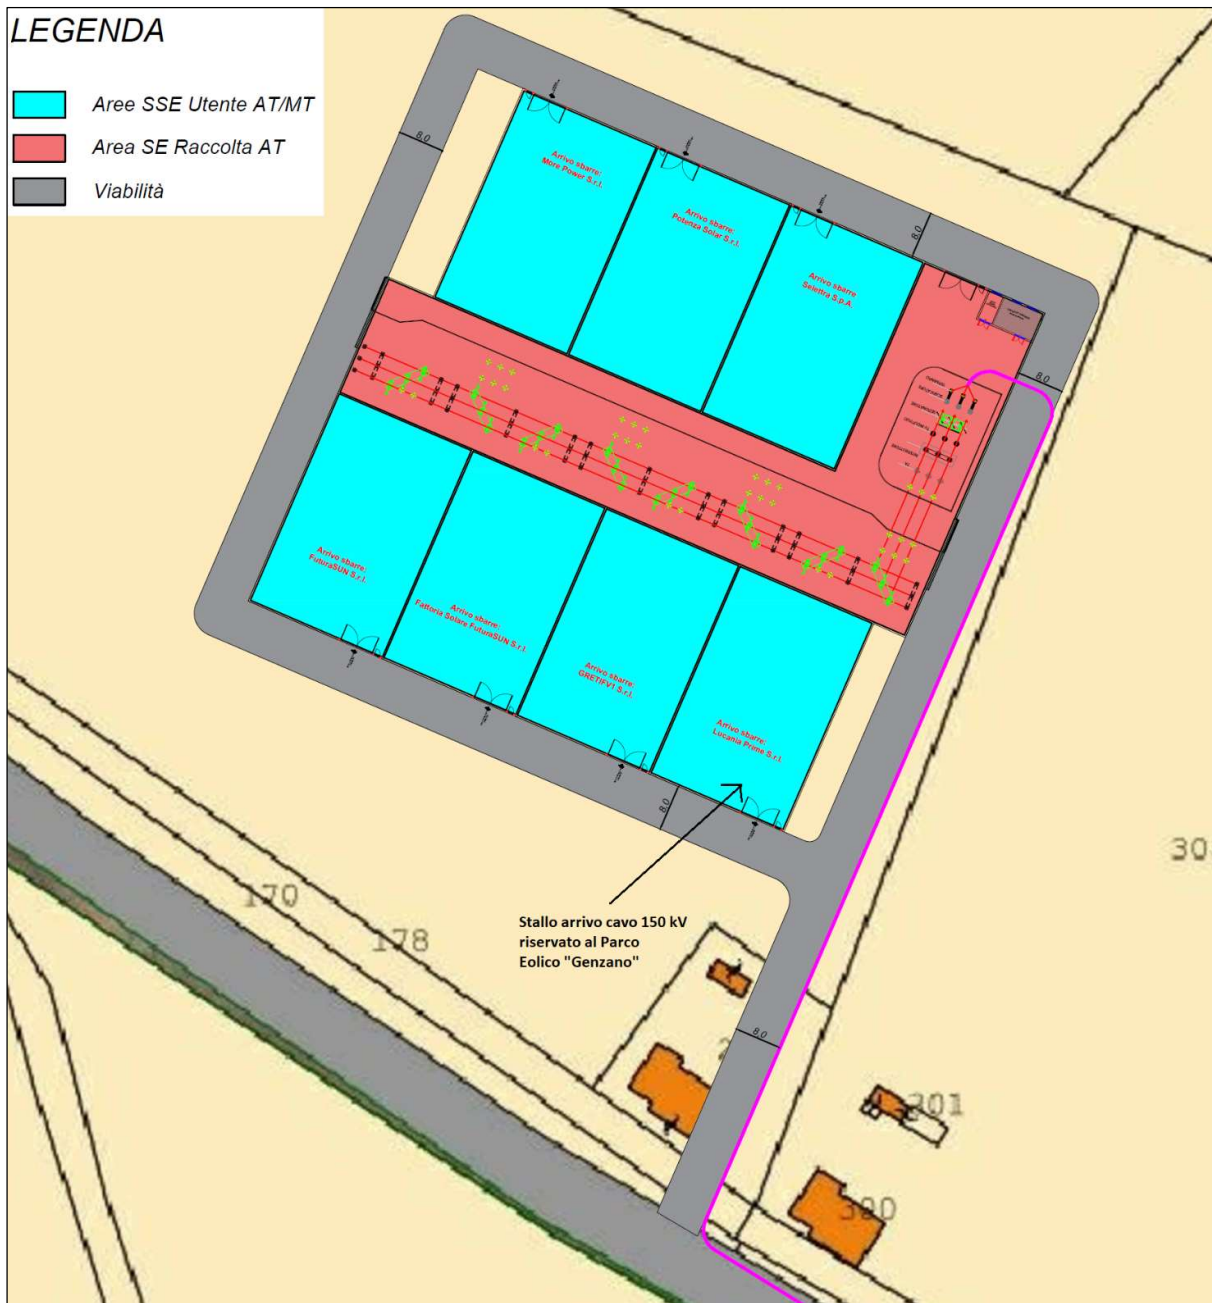 LEGENDA
Aree SSE Utente AT/MT
Area SE Raccolta AT
Viabilità
8.0
Arrivo sbarre:
More Power S.r.l.
Arrivo sbarre:
Potenza Solar S.r.l.
Arrivo sbarre
Selettra S.p.A.
8.0
8.0
Arrivo sbarre:
FuturaSUN S.r.l.
Arrivo sbarre:
Fattoria Solare FuturaSUN S.r.l.
Arrivo sbarre:
GRETIFV1 S.r.l.
Arrivo sbarre:
Lucania Prime S.r.l.
8.0
Stallo arrivo cavo 150 kV
riservato al Parco
Eolico "Genzano"
170
178
30
8.0
301
300